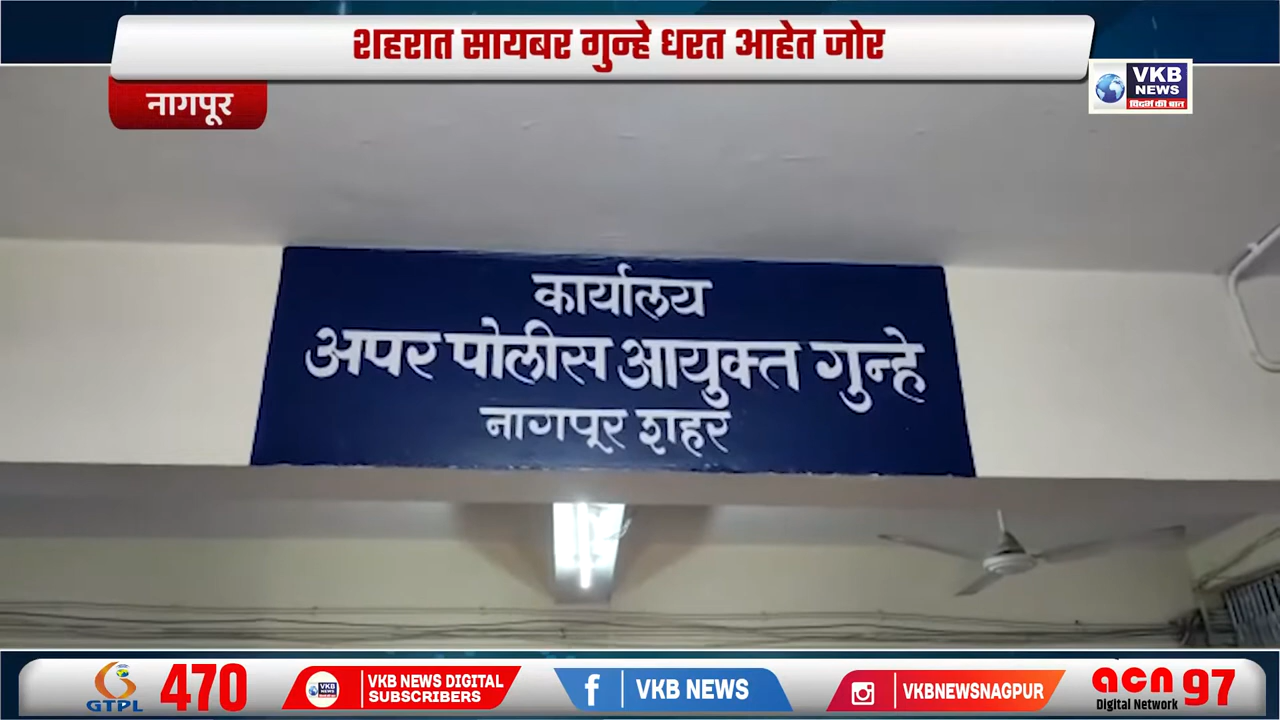 शहरात सायबर गुन्हे धरत आहेत जोर
नागपूर
VKB
NEWS
विदर्भ की बात
कार्यालय
अपर पोलीस आयुक्त गुन्हे
नागपूर शहर
GTPL
470
VKB NEWS DIGITAL
SUBSCRIBERS
VKB NEWS
VKBNEWSNAGPUR
acn 97
Digital Network